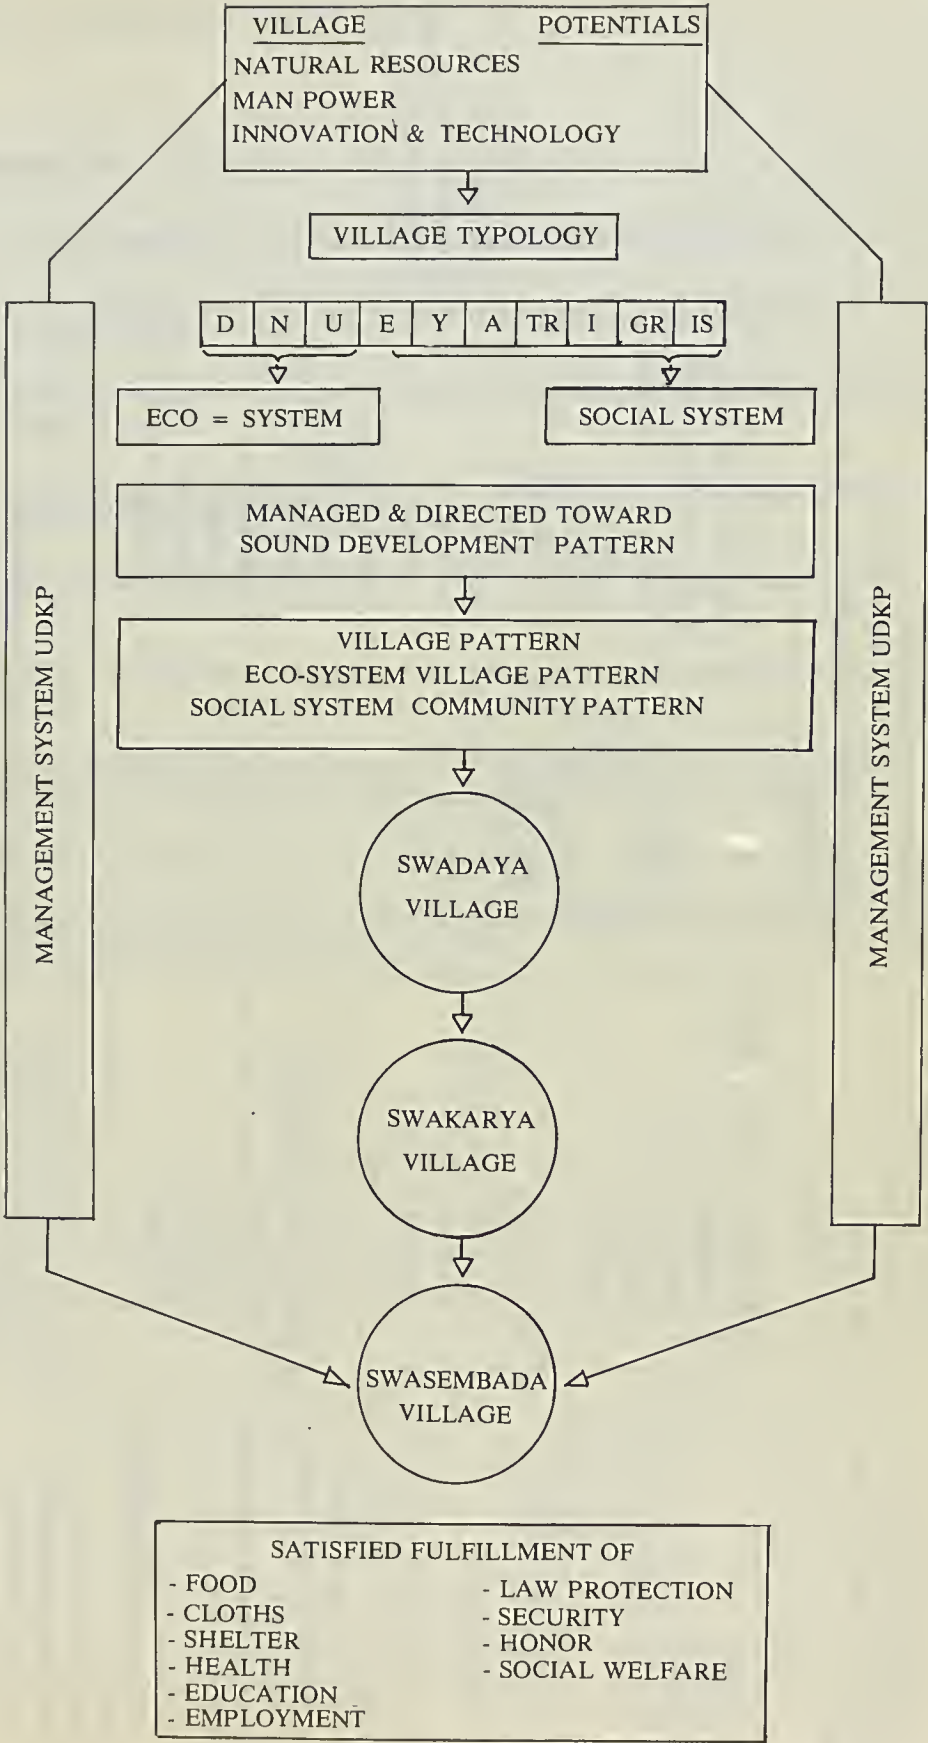 VILLAGE POTENTIALS
NATURAL RESOURCES
MAN POWER
INNOVATION & TECHNOLOGY
VILLAGE TYPOLOGY
D N U E Y A TR I GR IS
ECO = SYSTEM
SOCIAL SYSTEM
MANAGED & DIRECTED TOWARD
SOUND DEVELOPMENT PATTERN
VILLAGE PATTERN
ECO-SYSTEM VILLAGE PATTERN
SOCIAL SYSTEM COMMUNITY PATTERN
MANAGEMENT SYSTEM UDKP
MANAGEMENT SYSTEM UDKP
SWADAYA
VILLAGE
SWAKARYA
VILLAGE
SWASEMBADA
VILLAGE
SATISFIED FULFILLMENT OF
- FOOD
- CLOTHS
- SHELTER
- HEALTH
- EDUCATION
- EMPLOYMENT
- LAW PROTECTION
- SECURITY
- HONOR
- SOCIAL WELFARE